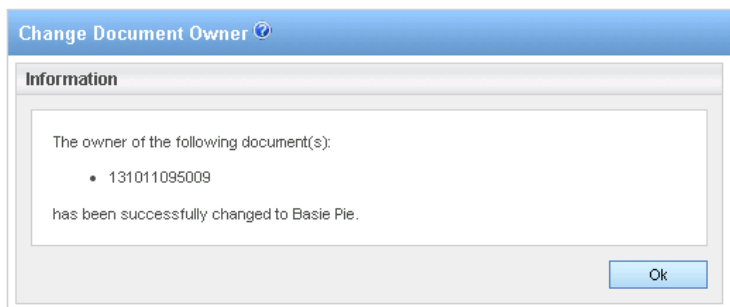 Change Document Owner
Information
The owner of the following document(s):
• 131011095009
has been successfully changed to Basie Pie.
Ok